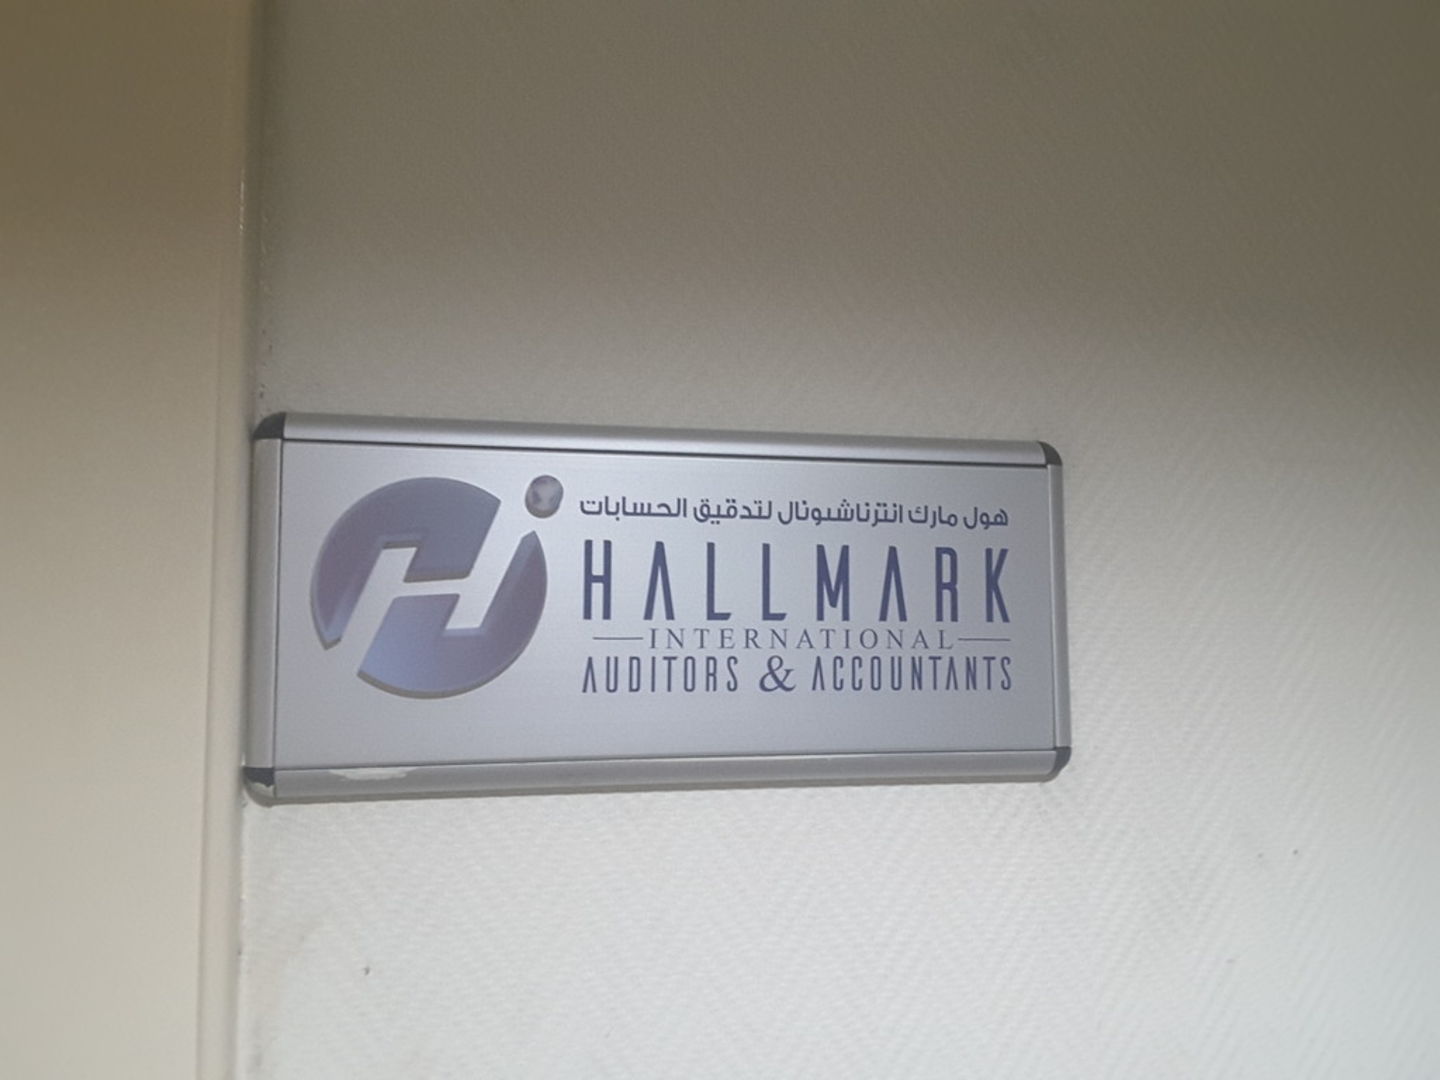 هول مارك انترناشونال لتدقيق الحسابات
HALLMARK
INTERNATIONAL
AUDITORS & ACCOUNTANTS